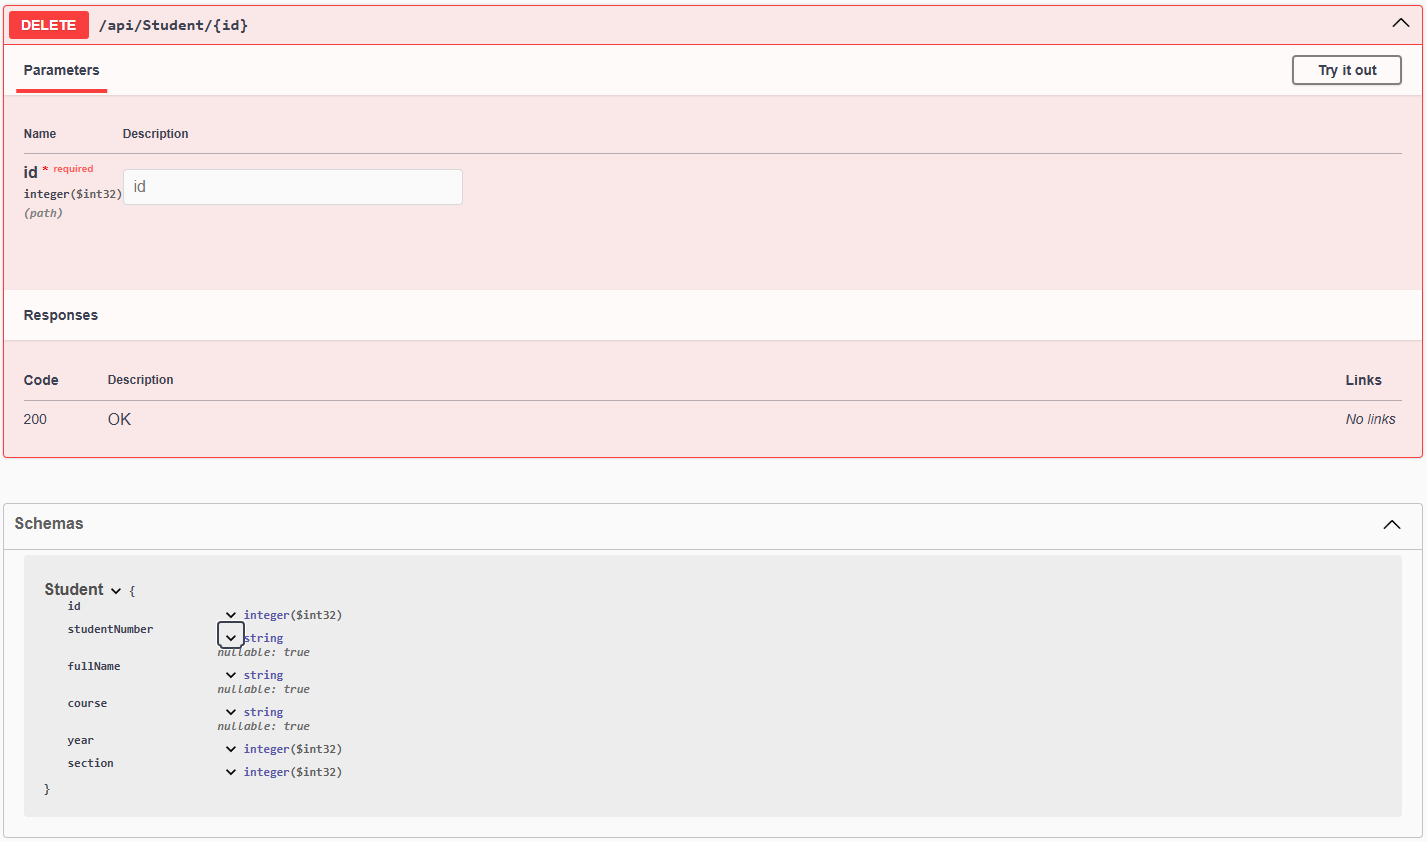 DELETE /api/Student/{id}
Parameters
Try it out
Name Description
id * required
integer($int32)
(path)
id
Responses
Code Description Links
200 OK No links
Schemas
Student {
id integer($int32)
studentNumber string
nullable: true
fullName string
nullable: true
course string
nullable: true
year integer($int32)
section integer($int32)
}